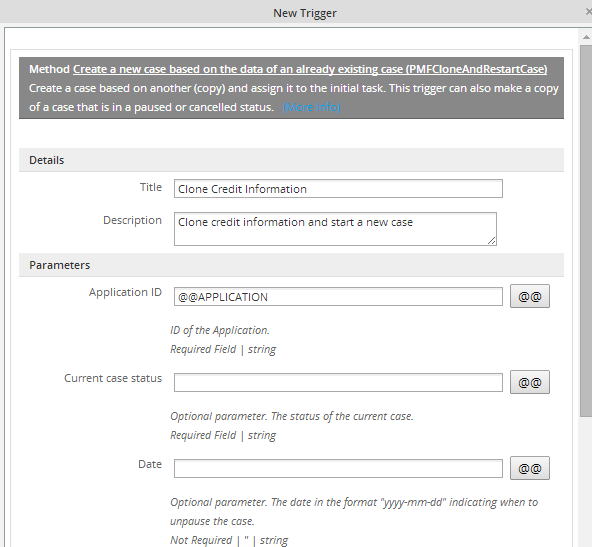 New Trigger
Method Create a new case based on the data of an already existing case (PMFCloneAndRestartCase)
Create a case based on another (copy) and assign it to the initial task. This trigger can also make a copy
of a case that is in a paused or cancelled status. (More Info)
Details
Title Clone Credit Information
Description Clone credit information and start a new case
Parameters
Application ID @@APPLICATION @@
ID of the Application.
Required Field | string
Current case status @@
Optional parameter. The status of the current case.
Required Field | string
Date @@
Optional parameter. The date in the format "yyyy-mm-dd" indicating when to
unpause the case.
Not Required | '' | string